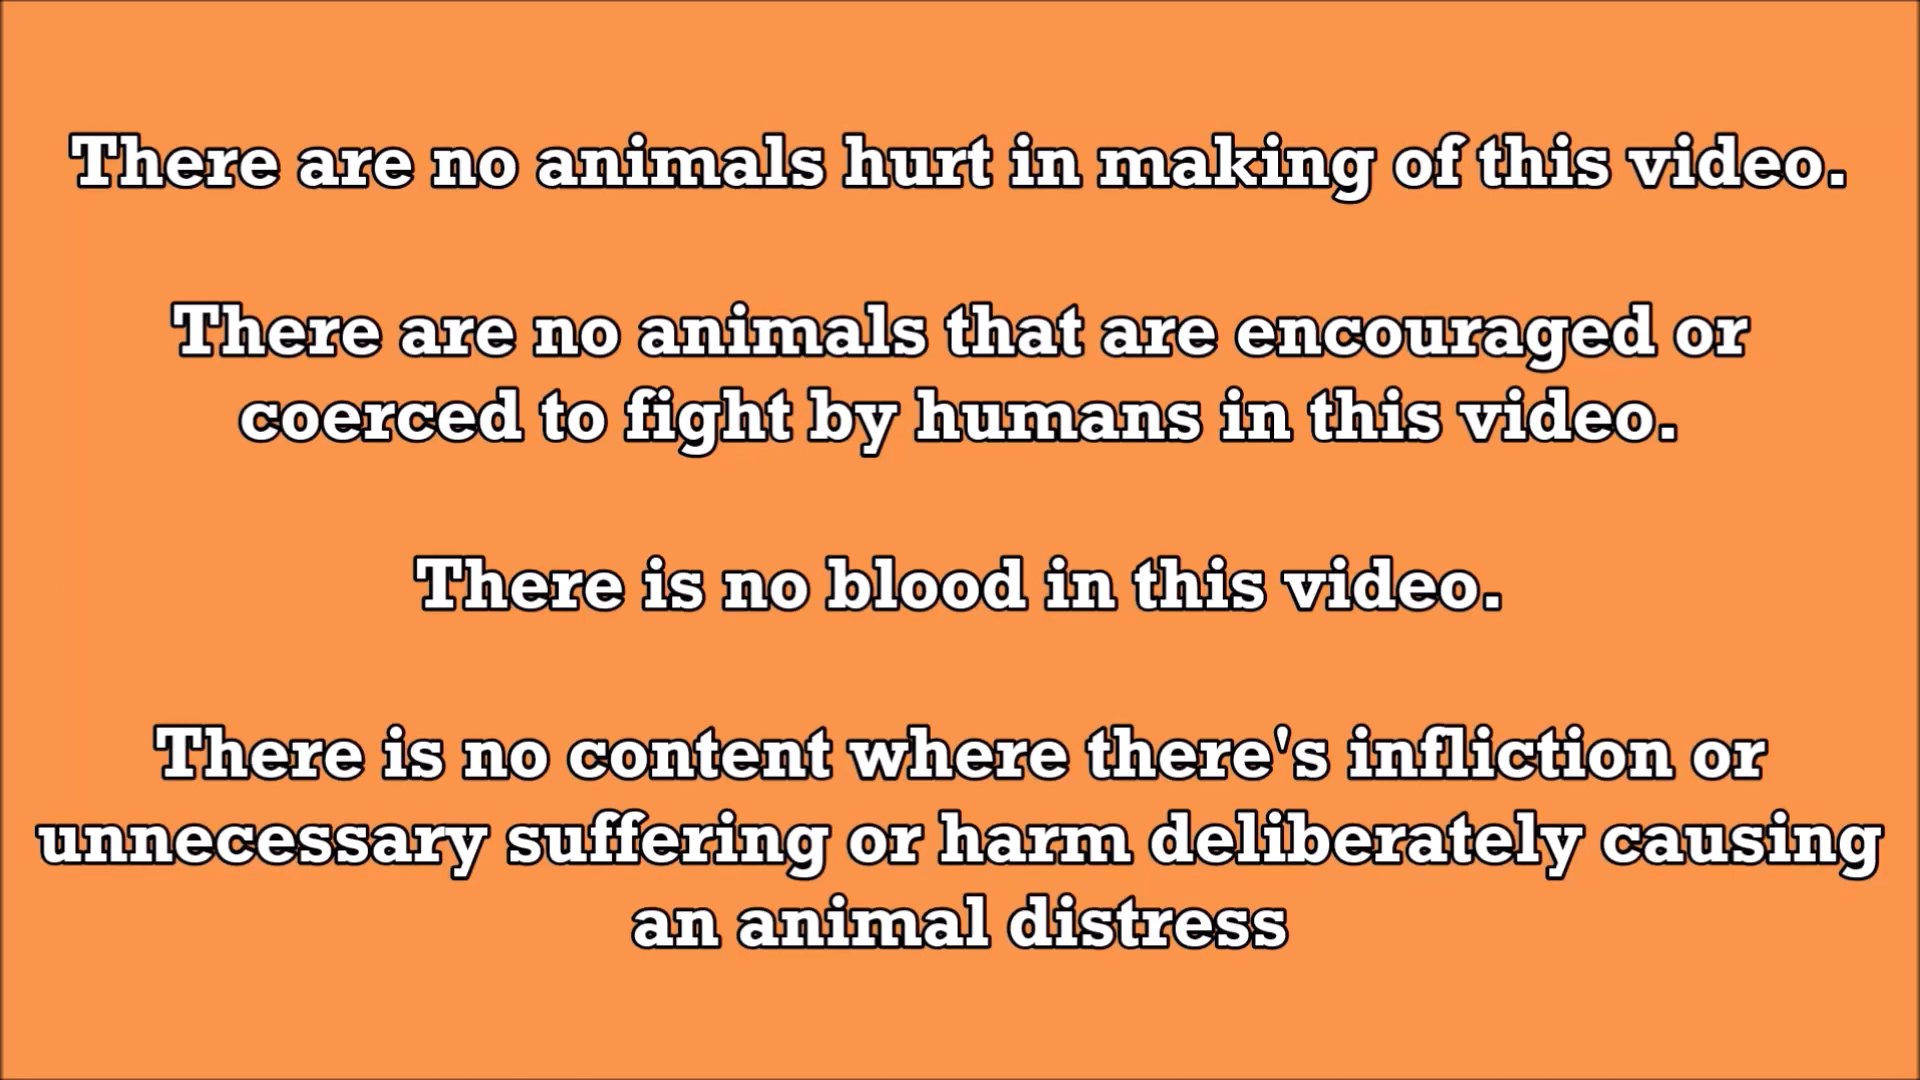 There are no animals hurt in making of this video.
There are no animals that are encouraged or
coerced to fight by humans in this video.
There is no blood in this video.
There is no content where there's infliction or
unnecessary suffering or harm deliberately causing
an animal distress